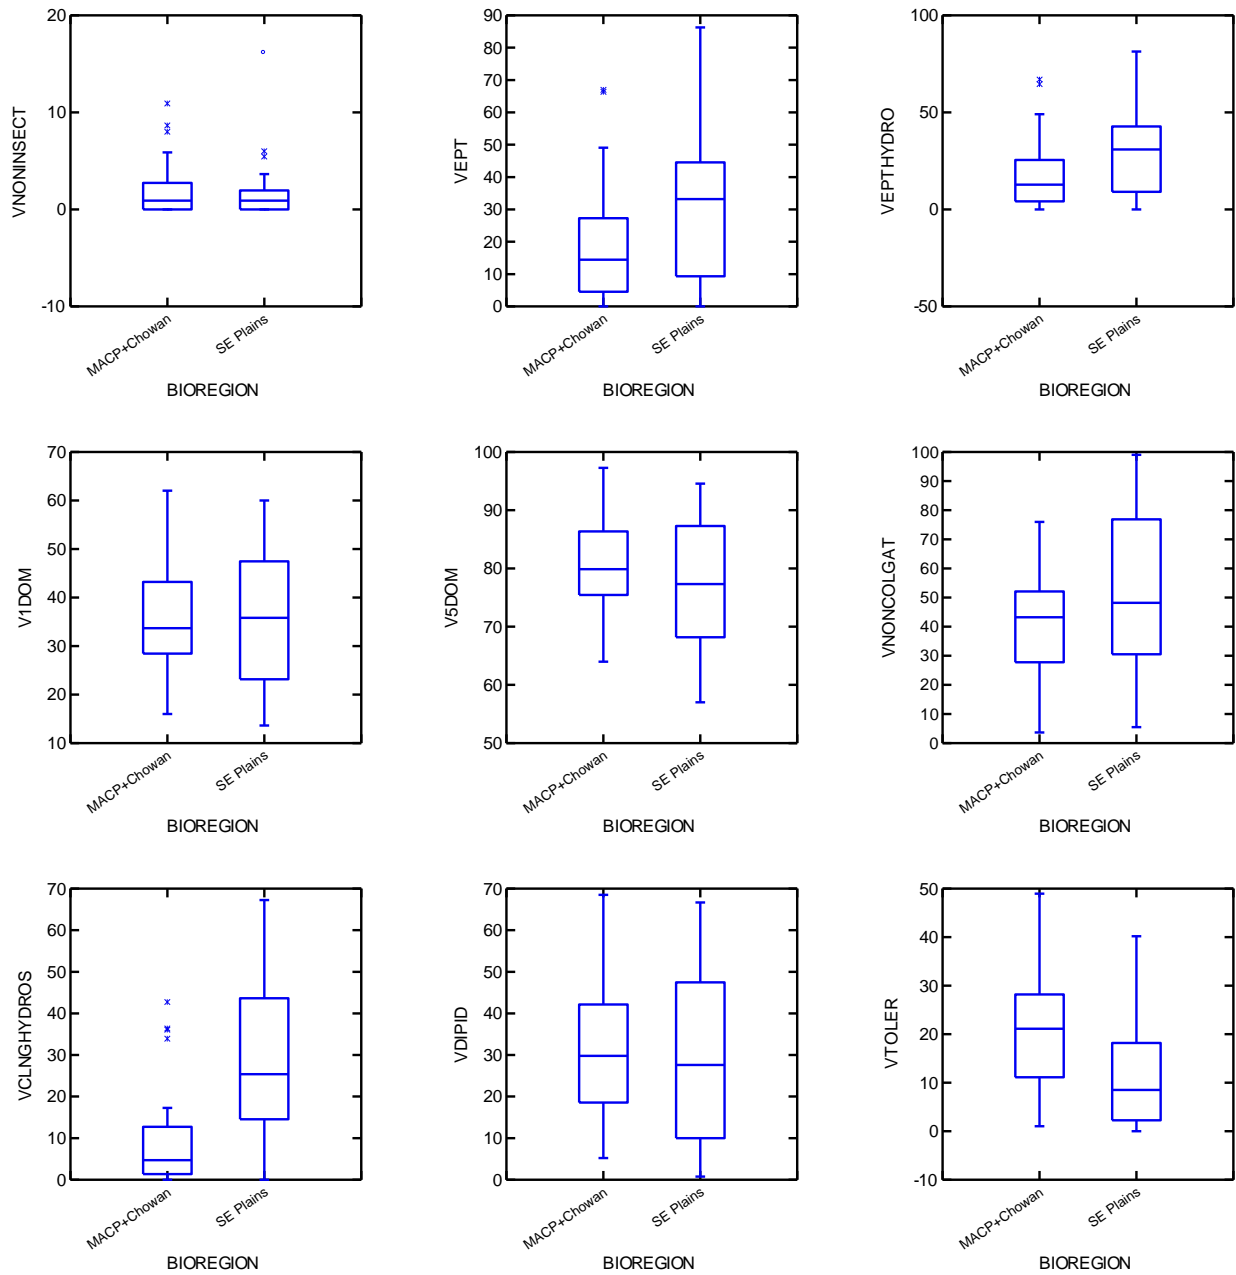 VNONINSECT
20
10
0
-10
MACP+Chowan
SE Plains
BIOREGION
VEPT
90
80
70
60
50
40
30
20
10
0
MACP+Chowan
SE Plains
BIOREGION
VEPTHYDRO
100
50
0
-50
MACP+Chowan
SE Plains
BIOREGION
V1DOM
70
60
50
40
30
20
10
MACP+Chowan
SE Plains
BIOREGION
V5DOM
100
90
80
70
60
50
MACP+Chowan
SE Plains
BIOREGION
VNONCOLGAT
100
90
80
70
60
50
40
30
20
10
0
MACP+Chowan
SE Plains
BIOREGION
VCLNGHYDROS
70
60
50
40
30
20
10
0
MACP+Chowan
SE Plains
BIOREGION
VDIPID
70
60
50
40
30
20
10
0
MACP+Chowan
SE Plains
BIOREGION
VTOLER
50
40
30
20
10
0
-10
MACP+Chowan
SE Plains
BIOREGION